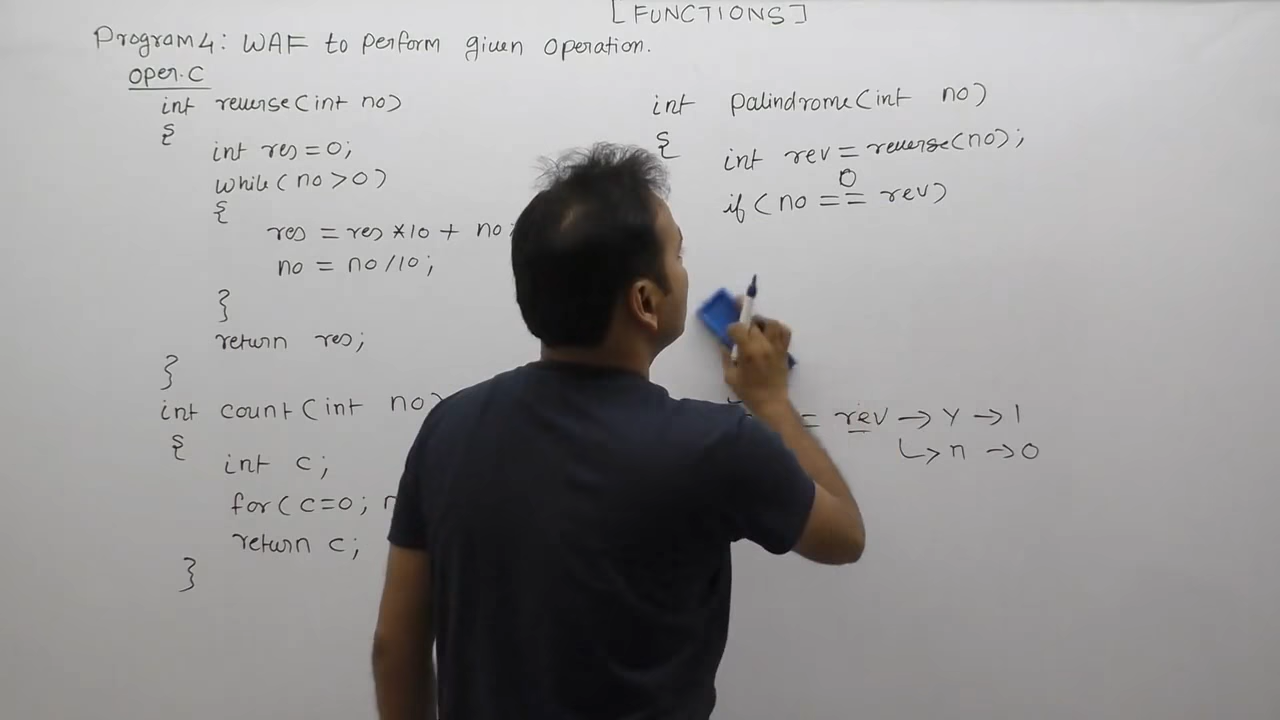 [FUNCTIONS]
Program4: WAF to perform given operation.
oper.c
int reverse(int no)
{
int res=0;
while(no>0)
{
res = res*10 + no
no = no/10;
}
return res;
}
int count(int no)
{
int c;
for(c=0;
return c;
}
int palindrome(int no)
{
int rev = reverse(no);
0
if(no == rev)
= rev → y → 1
↳ n → 0